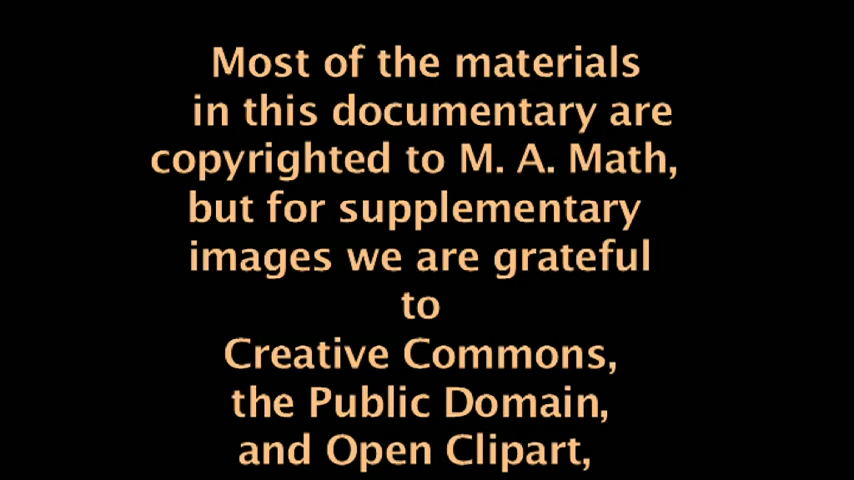 Most of the materials
in this documentary are
copyrighted to M. A. Math,
but for supplementary
images we are grateful
to
Creative Commons,
the Public Domain,
and Open Clipart,